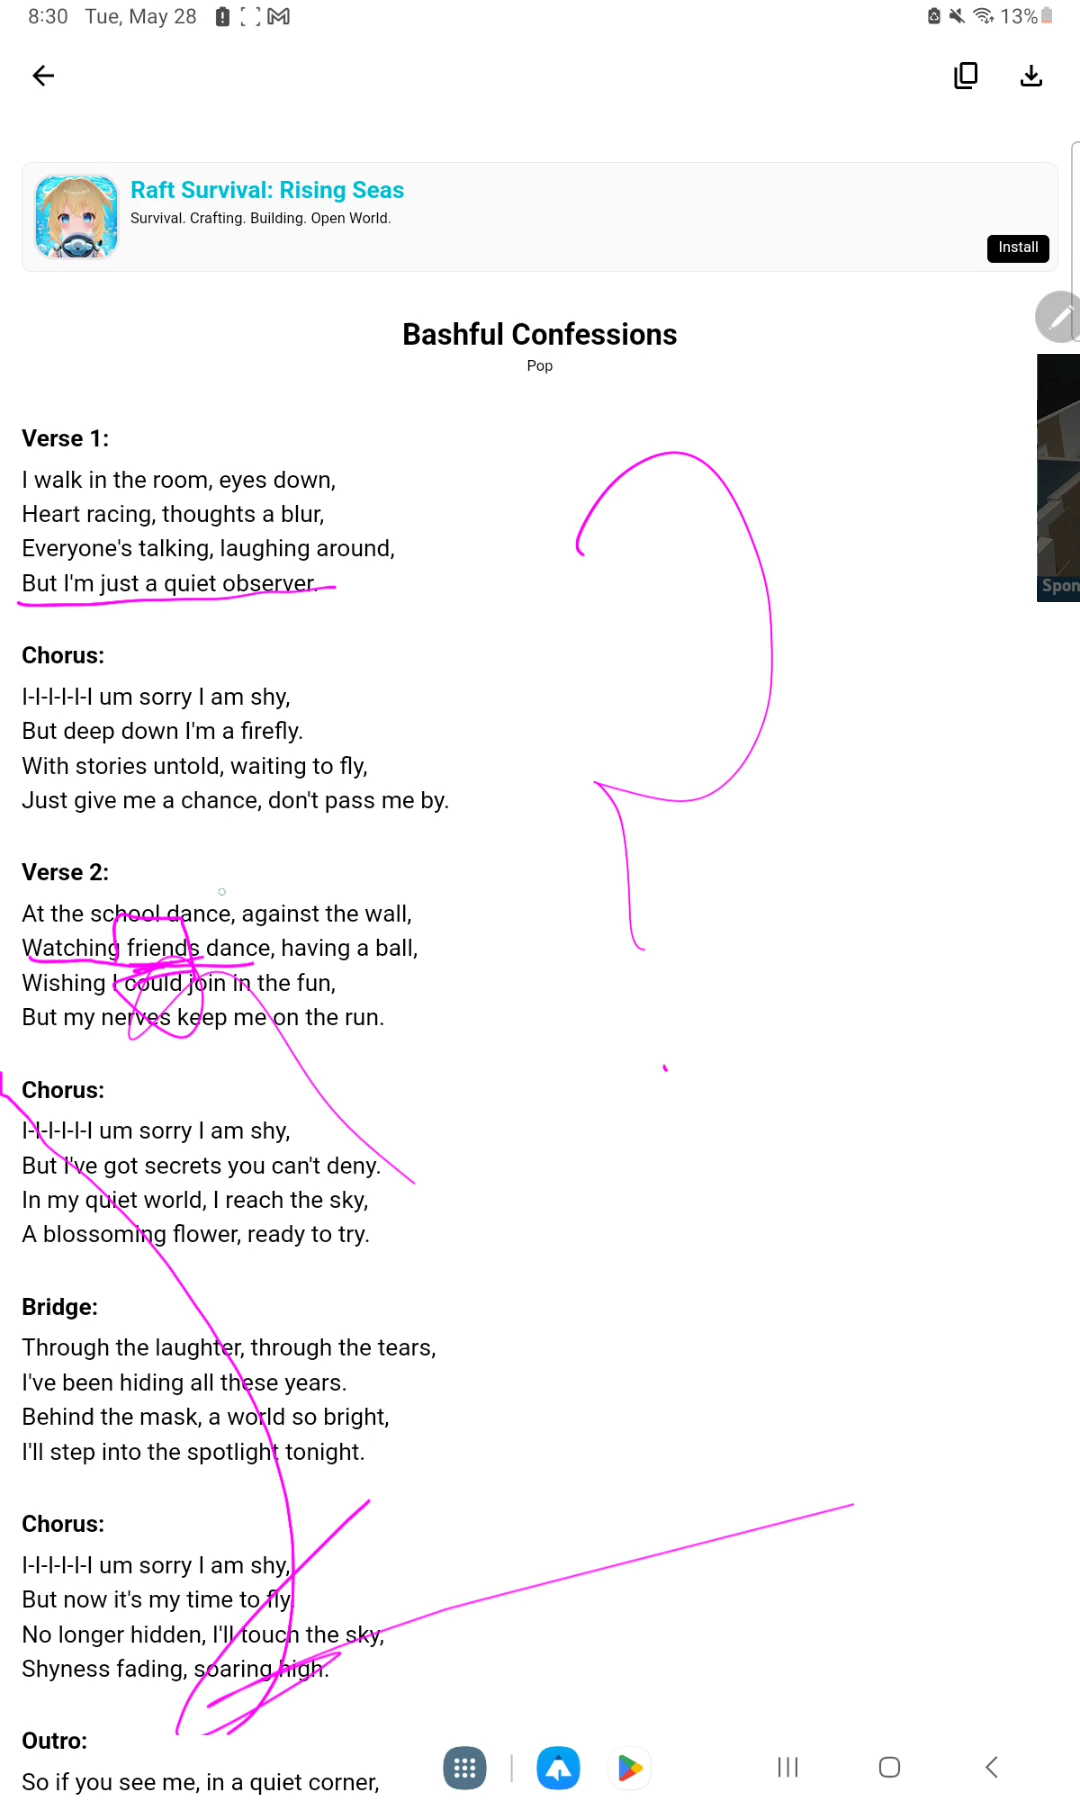 8:30 Tue, May 28
13%
Raft Survival: Rising Seas
Survival. Crafting. Building. Open World.
Install
Bashful Confessions
Pop
Spon
Verse 1:
I walk in the room, eyes down,
Heart racing, thoughts a blur,
Everyone's talking, laughing around,
But I'm just a quiet observer.
Chorus:
I-I-I-I-I-I um sorry I am shy,
But deep down I'm a firefly.
With stories untold, waiting to fly,
Just give me a chance, don't pass me by.
Verse 2:
At the school dance, against the wall,
Watching friends dance, having a ball,
Wishing I could join in the fun,
But my nerves keep me on the run.
Chorus:
I-I-I-I-I-I um sorry I am shy,
But I've got secrets you can't deny.
In my quiet world, I reach the sky,
A blossoming flower, ready to try.
Bridge:
Through the laughter, through the tears,
I've been hiding all these years.
Behind the mask, a world so bright,
I'll step into the spotlight tonight.
Chorus:
I-I-I-I-I-I um sorry I am shy,
But now it's my time to fly.
No longer hidden, I'll touch the sky,
Shyness fading, soaring high.
Outro:
So if you see me, in a quiet corner,